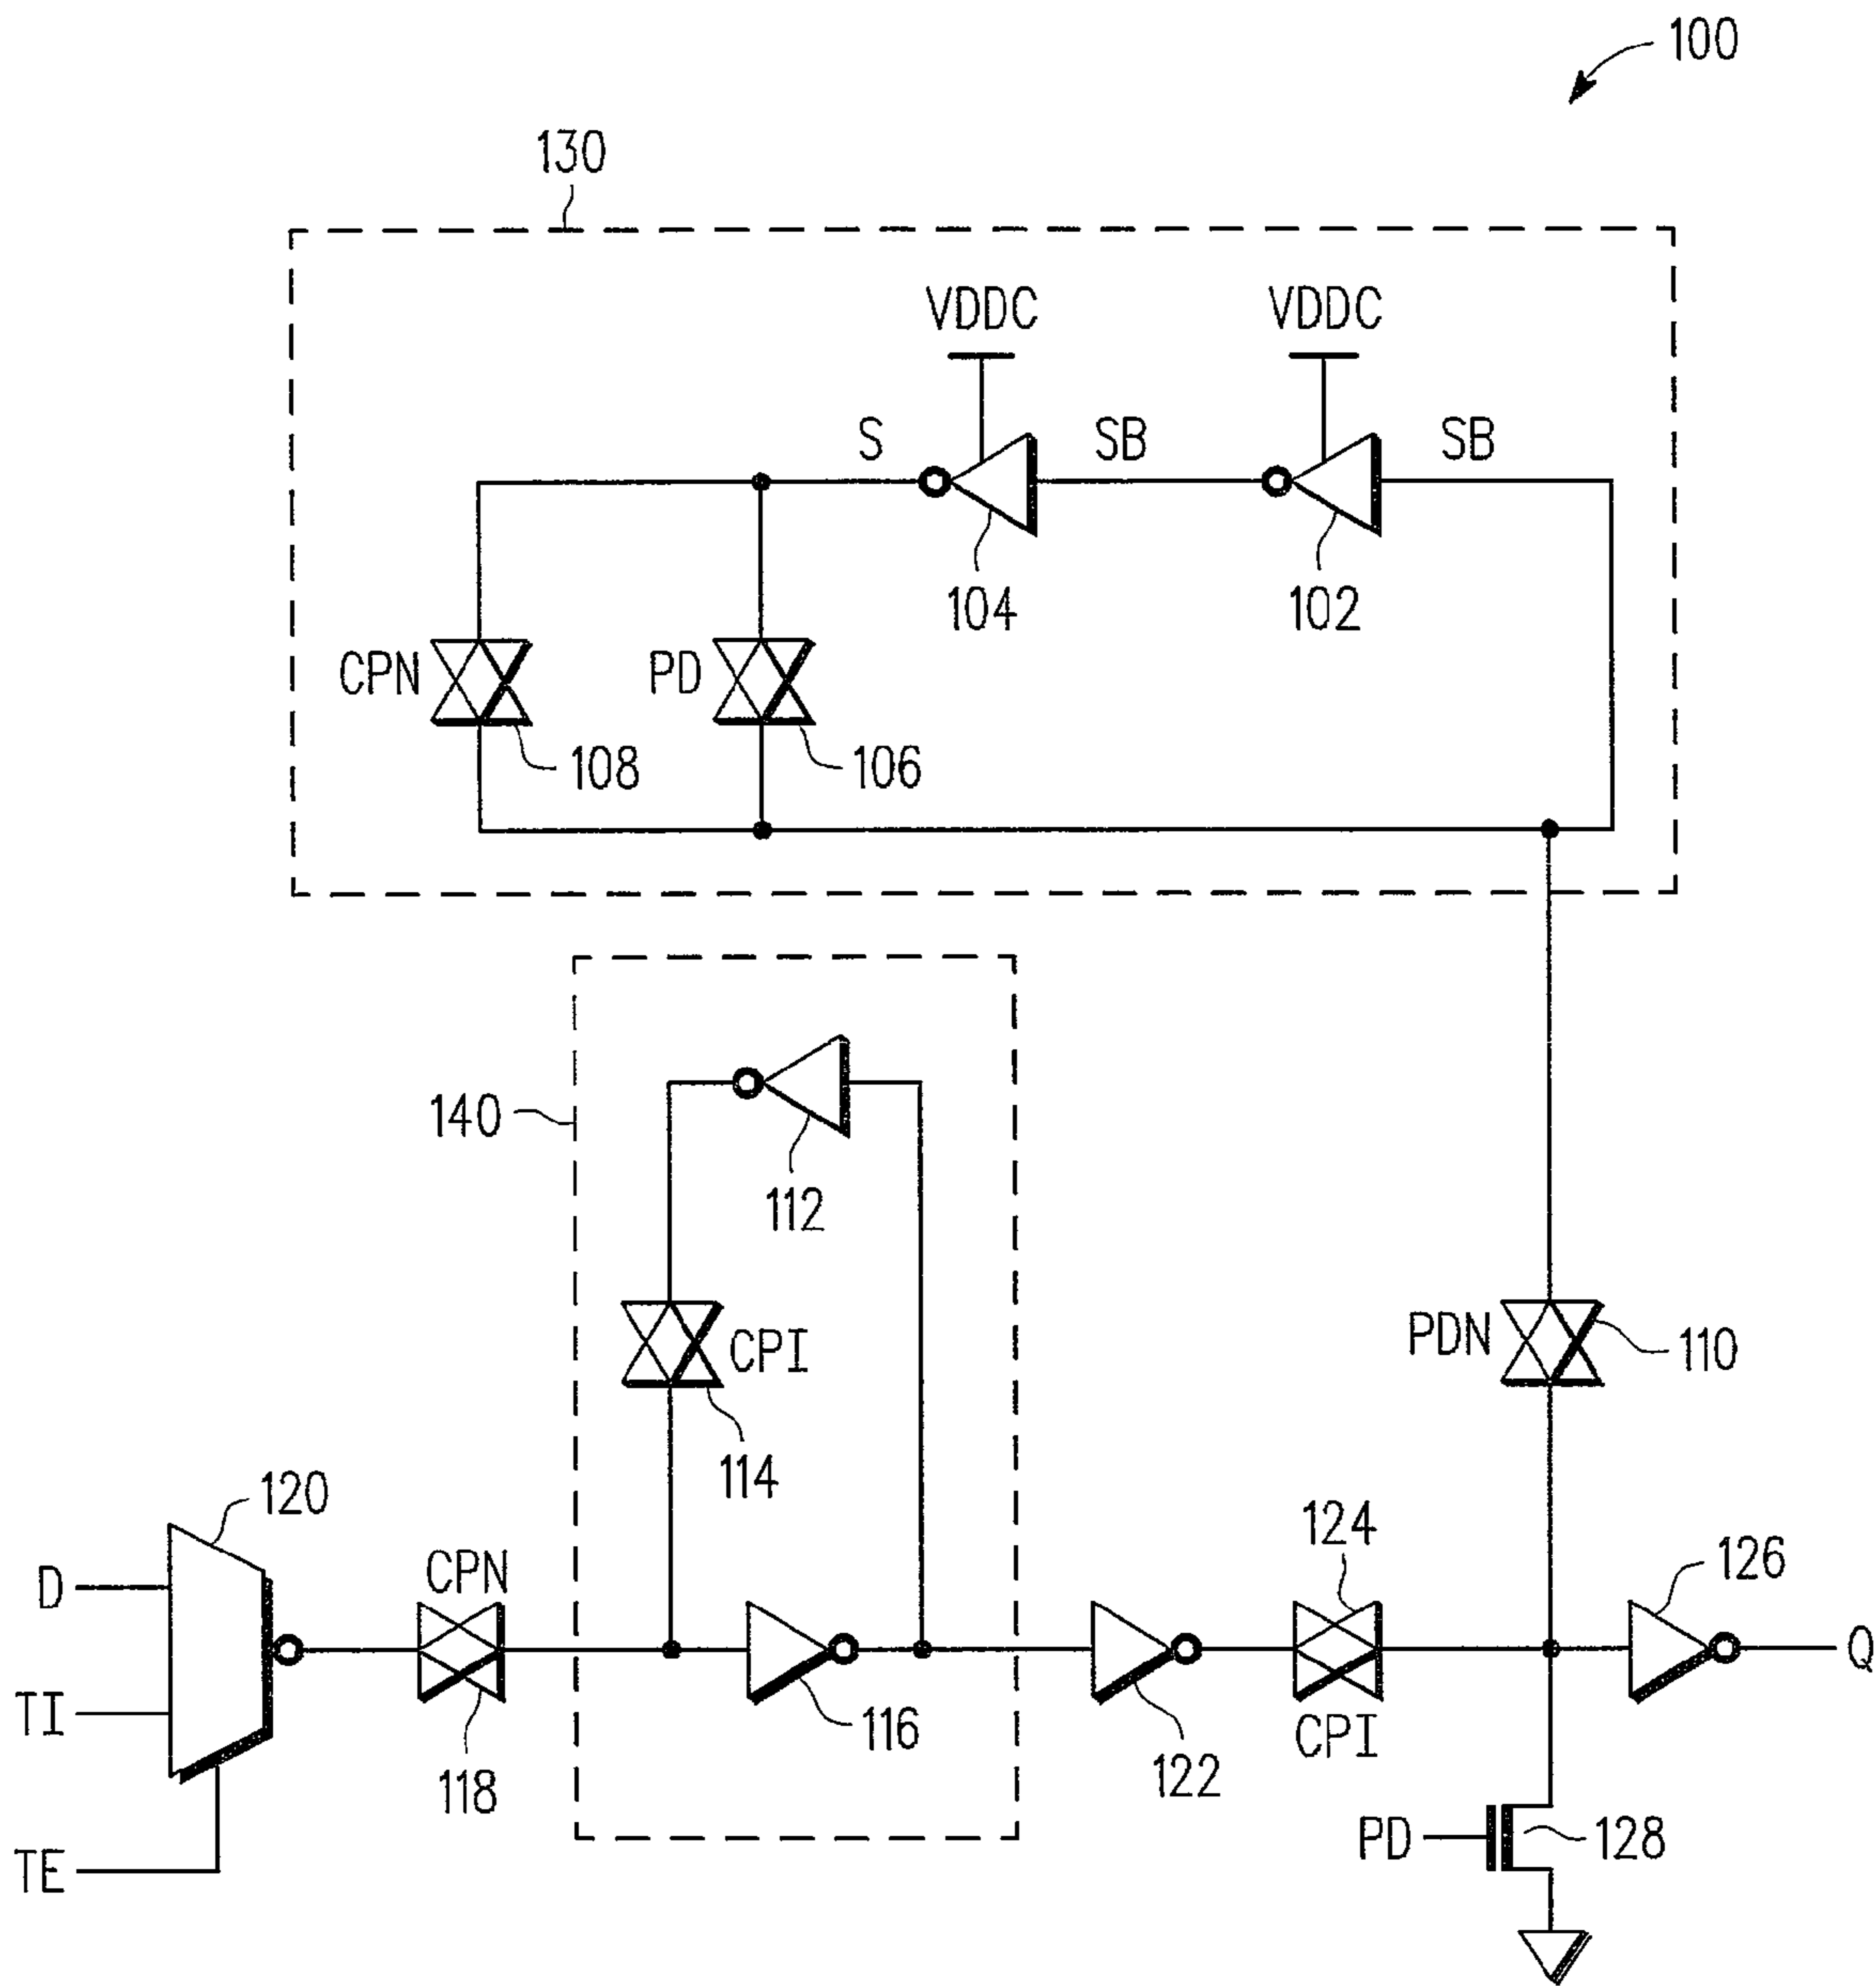 100
130
VDDC VDDC
S SB SB
104 102
CPN PD
108 106
140
112
PDN 110
CPI
114
120
124
126
D CPN
Q
TI 116 CPI
118 122
PD 128
TE